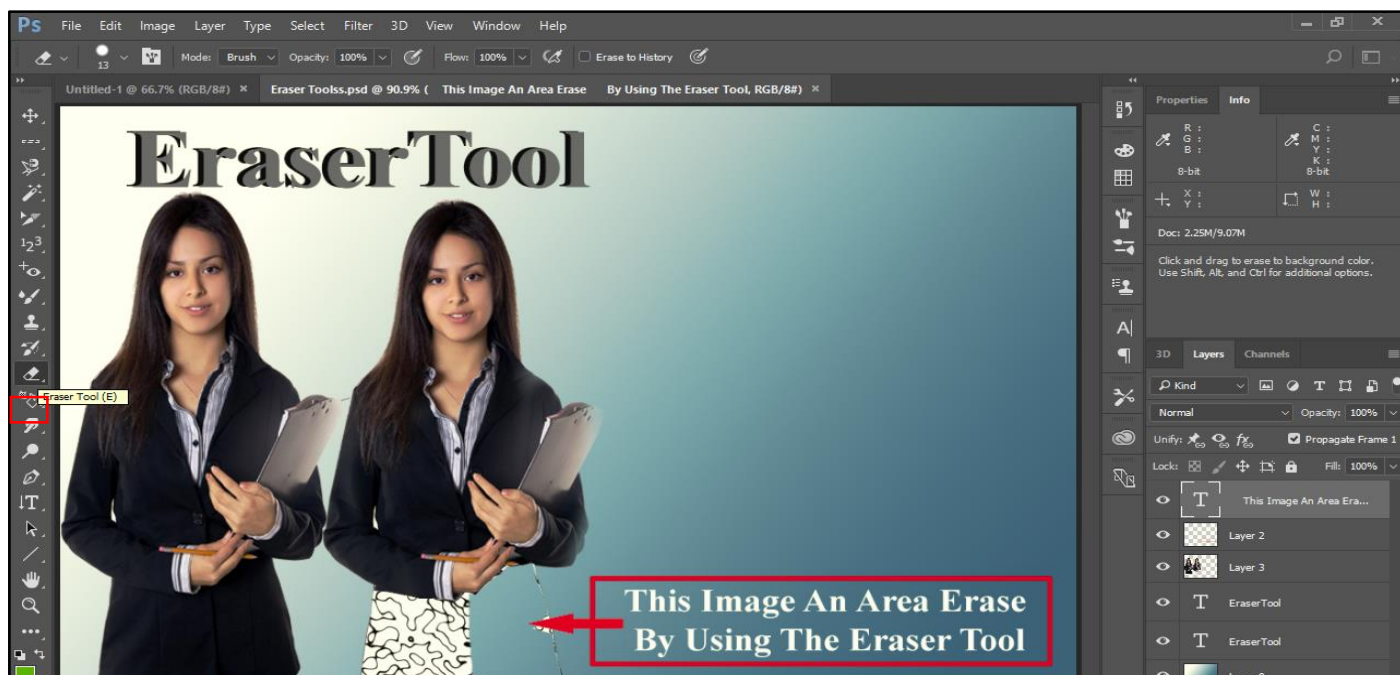 Ps File Edit Image Layer Type Select Filter 3D View Window Help
13 Mode: Brush Opacity: 100% Flow: 100% Erase to History
Untitled-1 @ 66.7% (RGB/8#) × Eraser Toolss.psd @ 90.9% ( This Image An Area Erase By Using The Eraser Tool, RGB/8#) ×
EraserTool
Eraser Tool (E)
This Image An Area Erase
By Using The Eraser Tool
Properties Info
R : C :
G : M :
B : Y :
K :
8-bit 8-bit
X : W :
Y : H :
Doc: 2.25M/9.07M
Click and drag to erase to background color.
Use Shift, Alt, and Ctrl for additional options.
3D Layers Channels
Kind
Normal Opacity: 100%
Unify: Propagate Frame 1
Lock: Fill: 100%
This Image An Area Era...
Layer 2
Layer 3
EraserTool
EraserTool